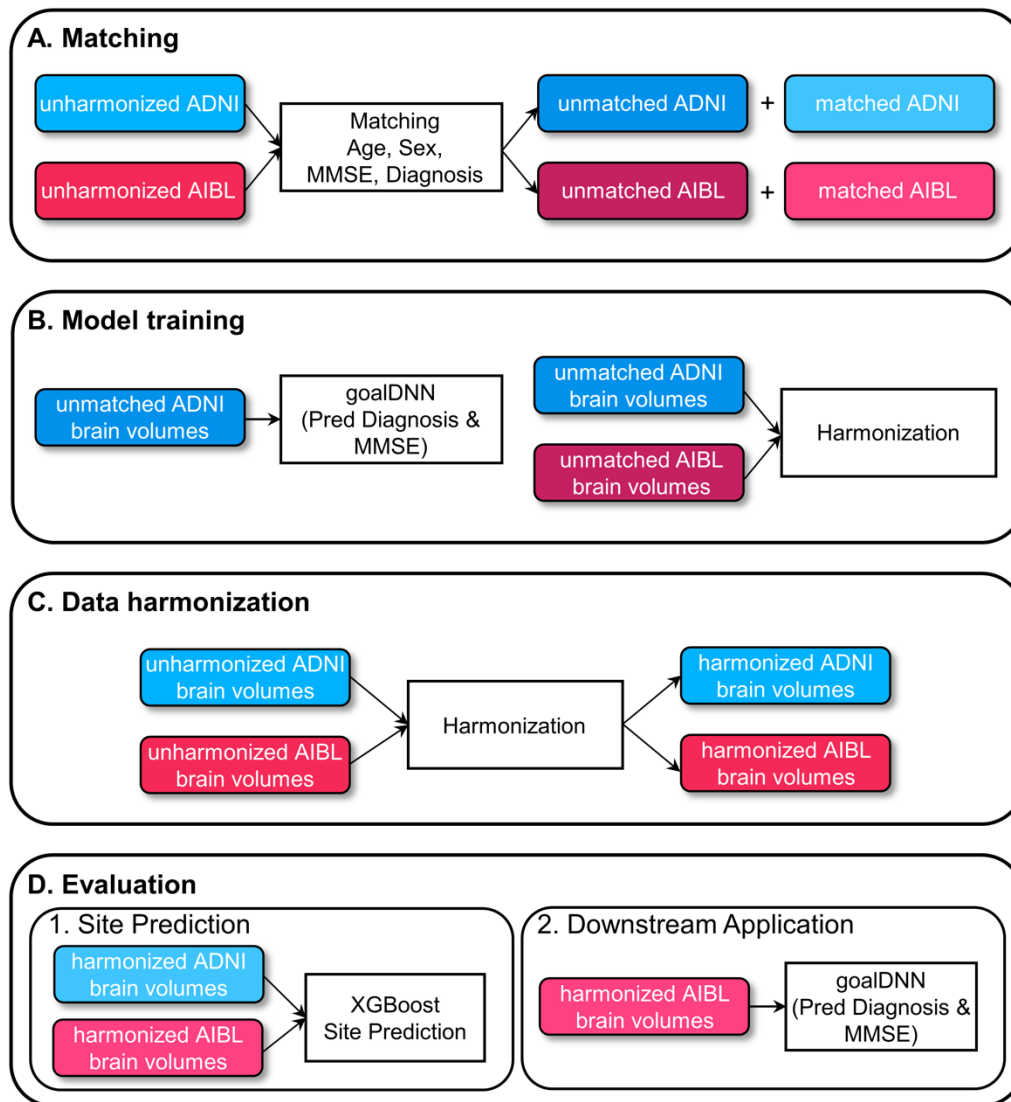 A. Matching
unharmonized ADNI
unharmonized AIBL
Matching
Age, Sex,
MMSE, Diagnosis
unmatched ADNI
+
matched ADNI
unmatched AIBL
+
matched AIBL
B. Model training
unmatched ADNI
brain volumes
goalDNN
(Pred Diagnosis &
MMSE)
unmatched ADNI
brain volumes
unmatched AIBL
brain volumes
Harmonization
C. Data harmonization
unharmonized ADNI
brain volumes
unharmonized AIBL
brain volumes
Harmonization
harmonized ADNI
brain volumes
harmonized AIBL
brain volumes
D. Evaluation
1. Site Prediction
harmonized ADNI
brain volumes
harmonized AIBL
brain volumes
XGBoost
Site Prediction
2. Downstream Application
harmonized AIBL
brain volumes
goalDNN
(Pred Diagnosis &
MMSE)